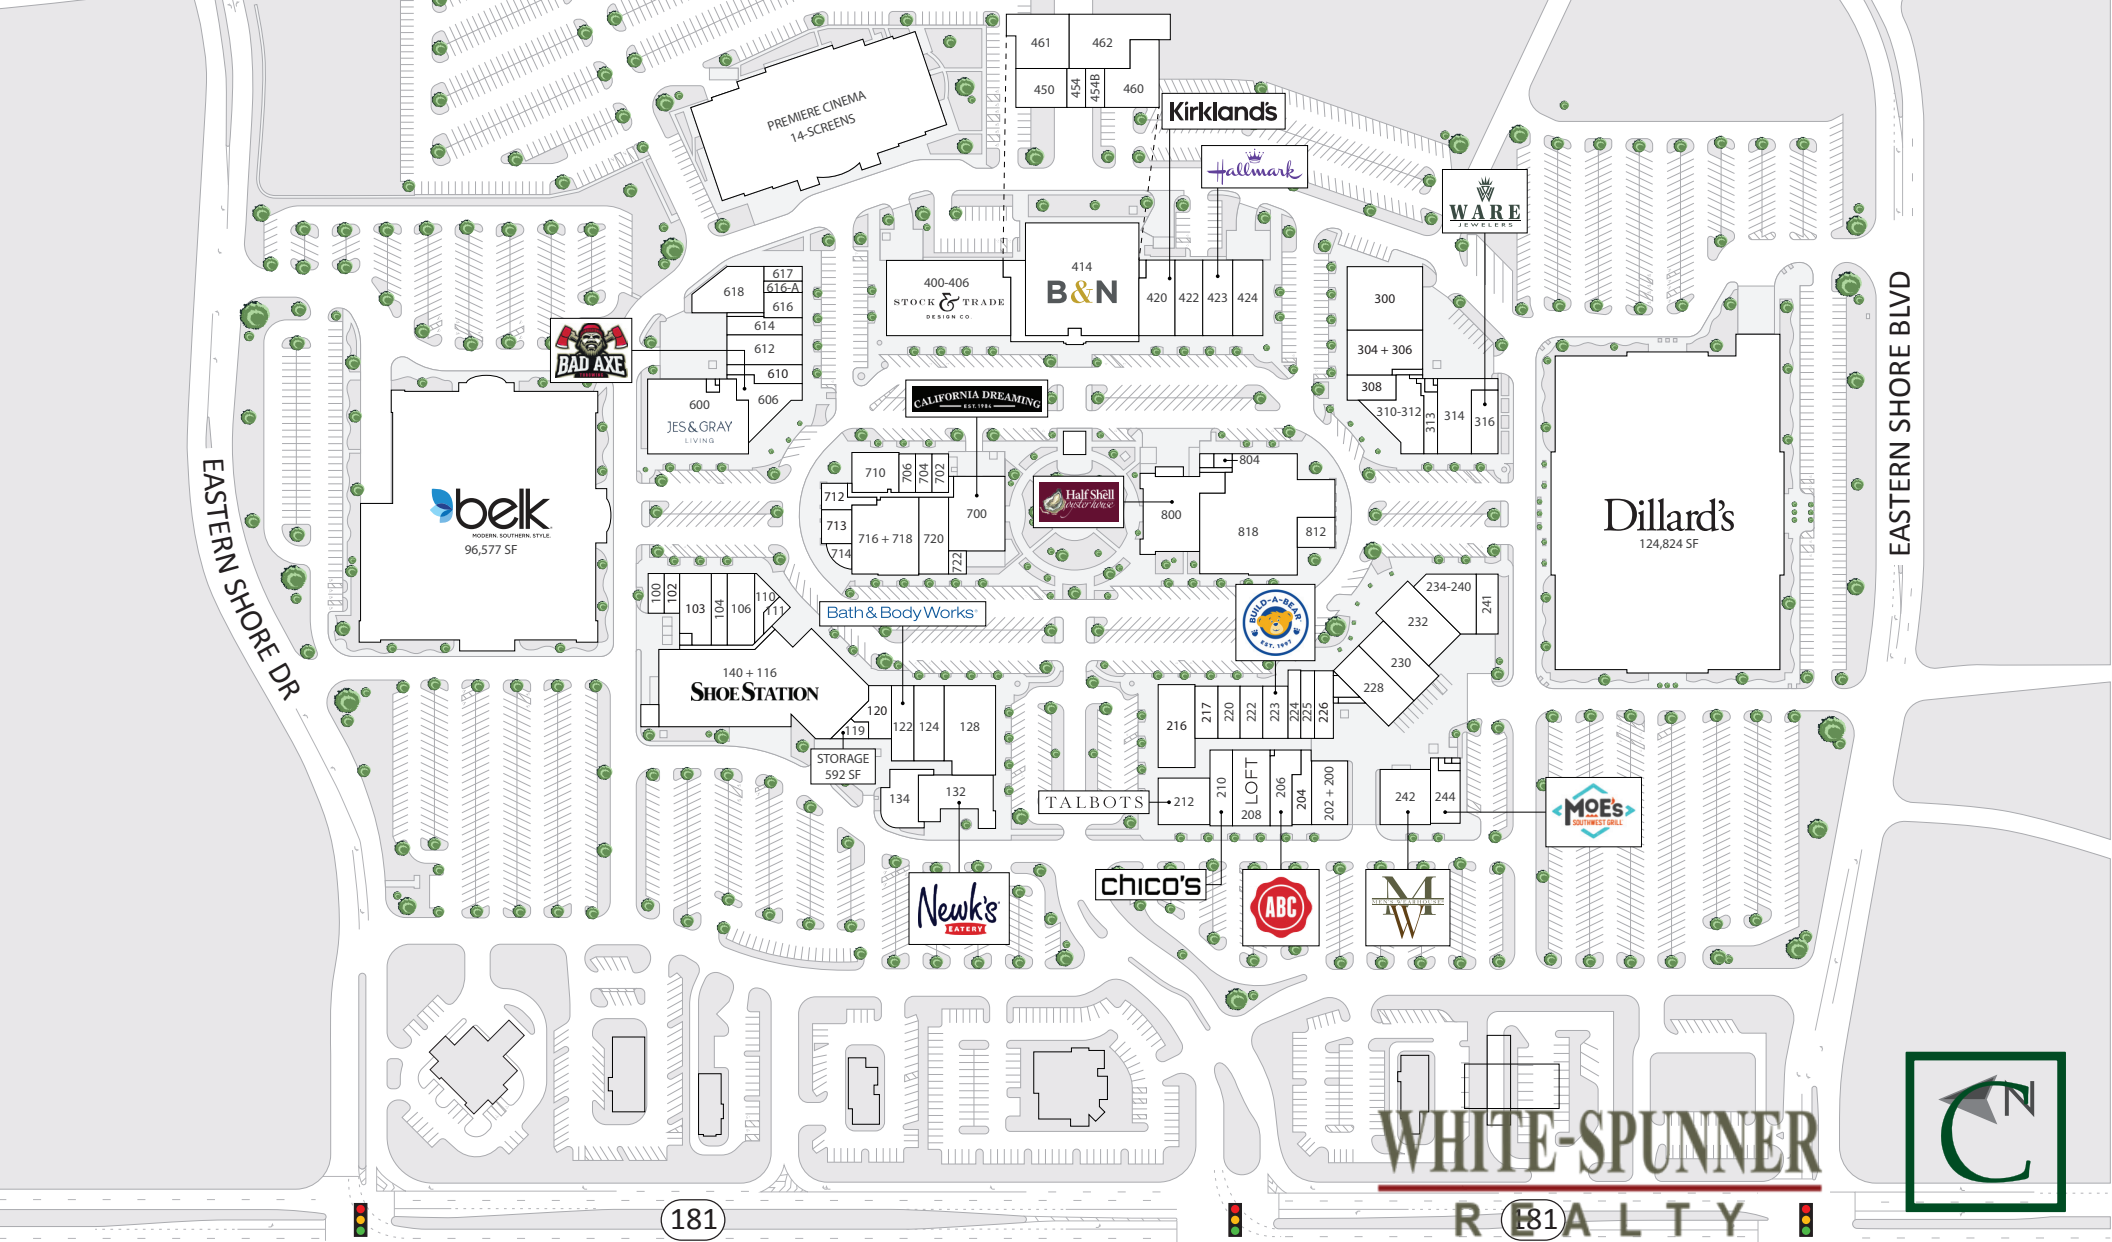 461
462
450
454
454B
460
PREMIERE CINEMA
14-SCREENS
Kirkland's
Hallmark
WARE
JEWELERS
617
616-A
618
616
614
612
610
606
BAD AXE
THROWING
600
JES&GRAY
LIVING
400-406
STOCK & TRADE
DESIGN CO.
414
B&N
420
422
423
424
300
304 + 306
308
310-312
313
314
316
CALIFORNIA DREAMING
EST. 1984
EASTERN SHORE BLVD
EASTERN SHORE DR
belk
MODERN. SOUTHERN. STYLE.
96,577 SF
710
706
704
702
712
713
714
716 + 718
720
722
700
Half Shell
oyster house
800
804
818
812
Dillard's
124,824 SF
100
102
103
104
106
110
111
Bath & Body Works
BUILD-A-BEAR
EST. 1997
234-240
241
232
230
228
140 + 116
SHOE STATION
120
119
122
124
128
STORAGE
592 SF
134
132
216
217
220
222
223
224
225
226
TALBOTS
212
210
LOFT
208
206
204
202 + 200
242
244
MOE's
SOUTHWEST GRILL
Newk's
EATERY
chico's
ABC
MW
MEN'S WEARHOUSE
N
C
WHITE-SPUNNER
REALTY
181
181